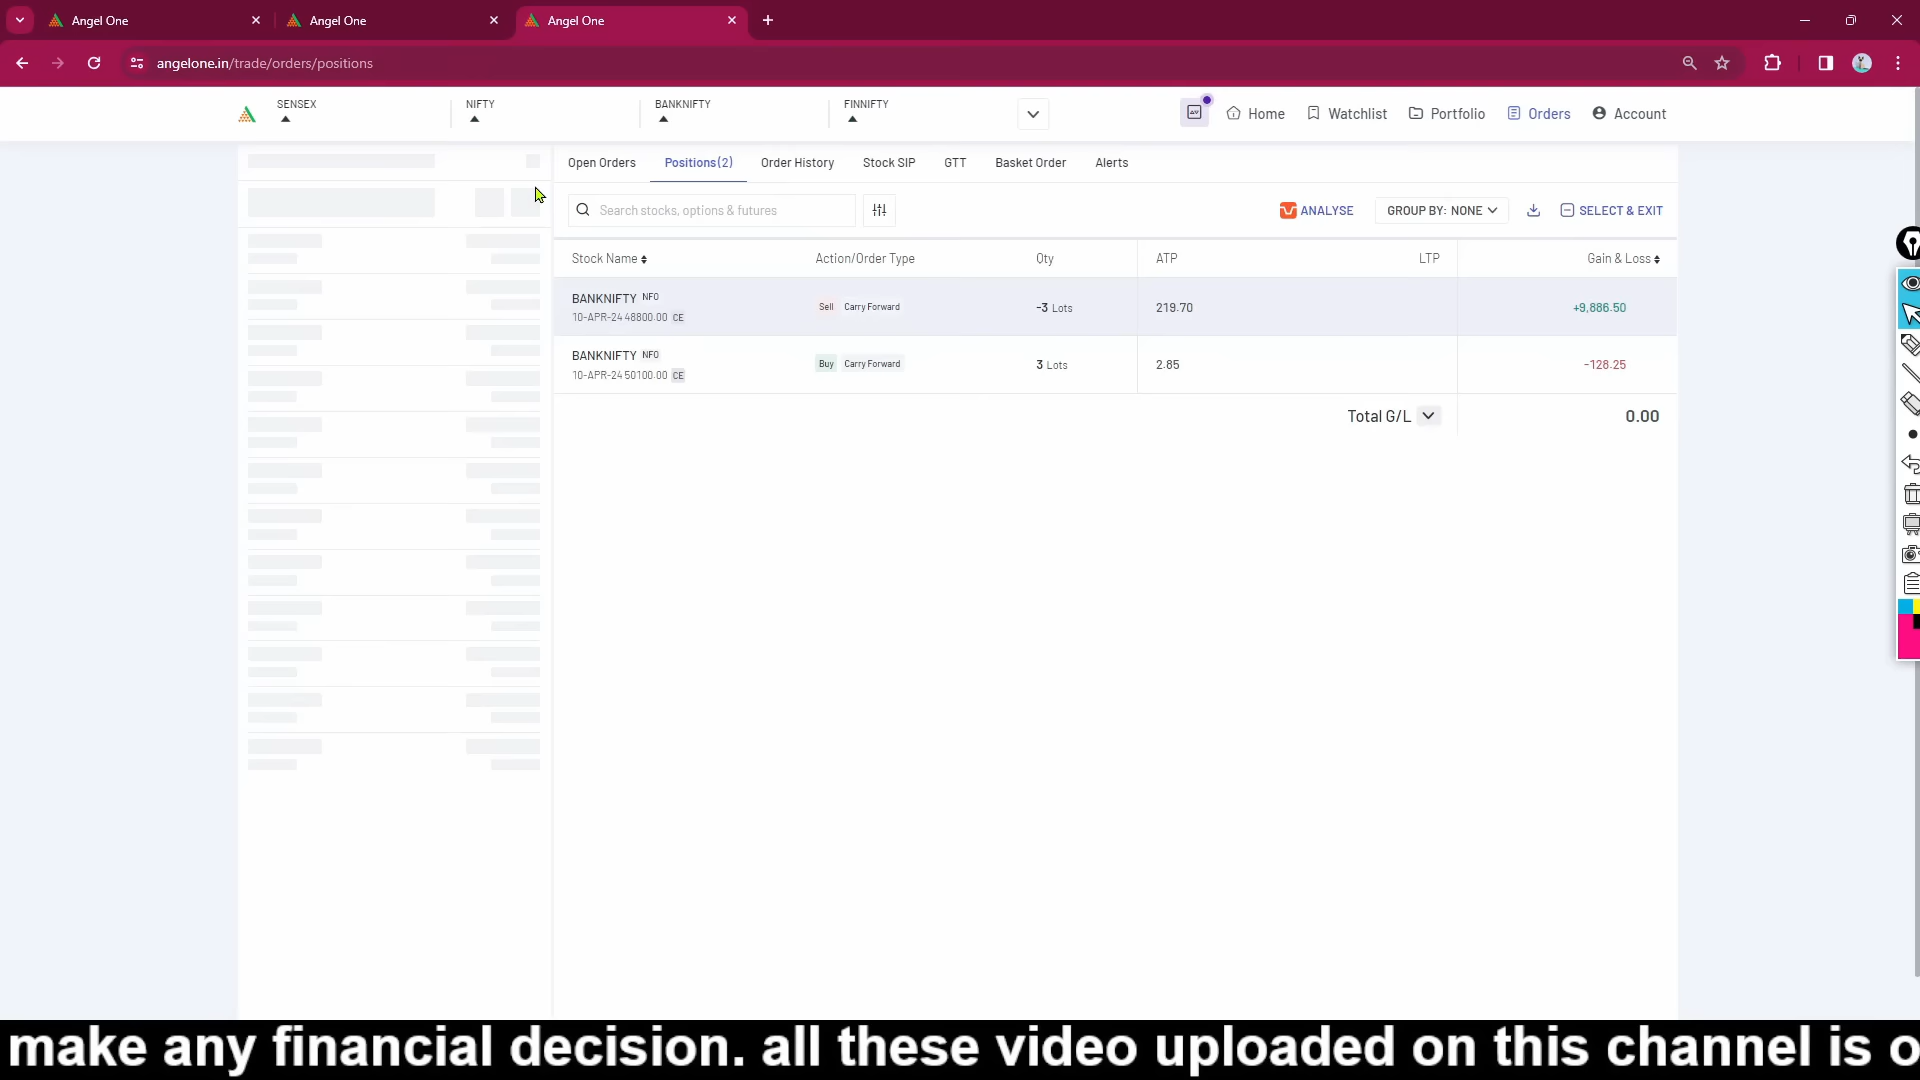 Angel One
Angel One
Angel One
angelone.in/trade/orders/positions
SENSEX
NIFTY
BANKNIFTY
FINNIFTY
Home
Watchlist
Portfolio
Orders
Account
Open Orders
Positions(2)
Order History
Stock SIP
GTT
Basket Order
Alerts
Search stocks, options & futures
ANALYSE
GROUP BY: NONE
SELECT & EXIT
Stock Name
Action/Order Type
Qty
ATP
LTP
Gain & Loss
BANKNIFTY NFO
10-APR-24 48800.00 CE
Sell Carry Forward
-3 Lots
219.70
+9,886.50
BANKNIFTY NFO
10-APR-24 50100.00 CE
Buy Carry Forward
3 Lots
2.85
-128.25
Total G/L
0.00
make any financial decision. all these video uploaded on this channel is o